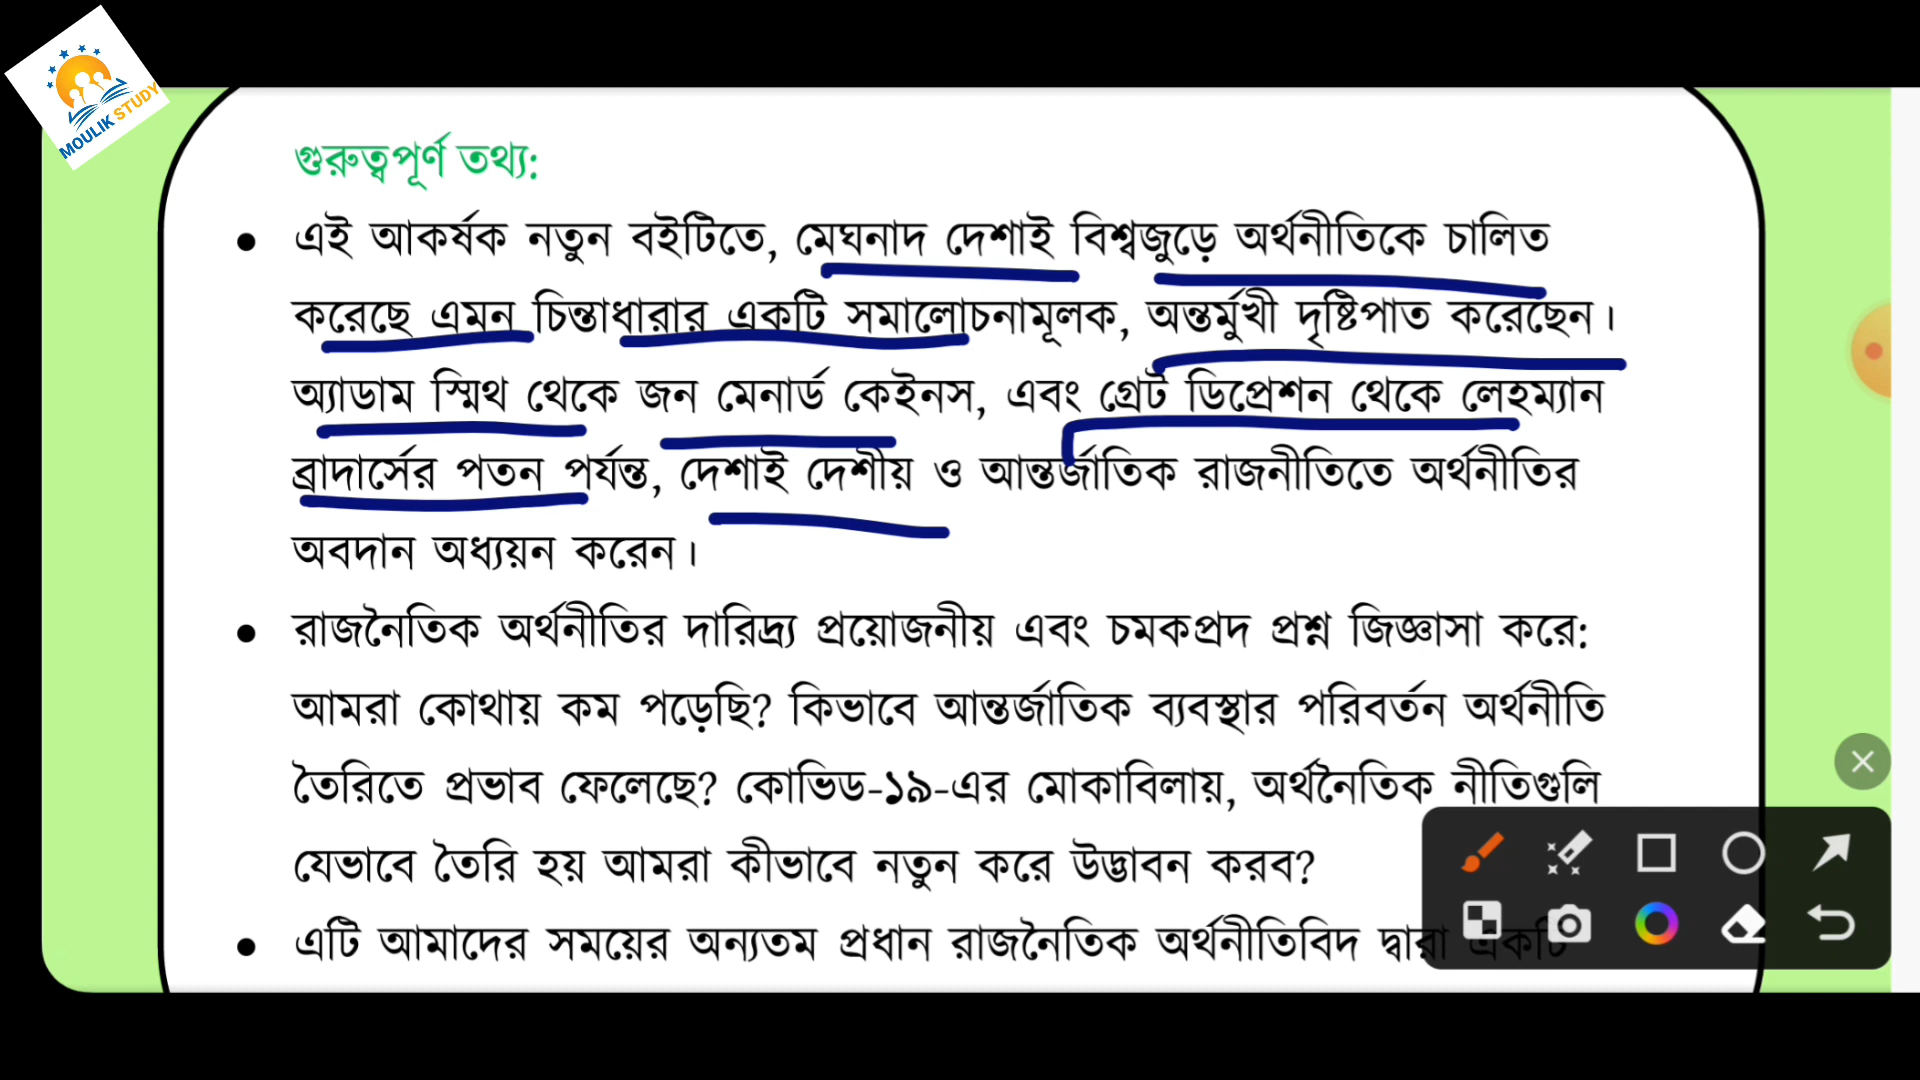 MOULIK STUDY
গুরুত্বপূর্ণ তথ্য:
● এই আকর্ষক নতুন বইটিতে, মেঘনাদ দেশাই বিশ্বজুড়ে অর্থনীতিকে চালিত
করেছে এমন চিন্তাধারার একটি সমালোচনামূলক, অন্তর্মুখী দৃষ্টিপাত করেছেন।
অ্যাডাম স্মিথ থেকে জন মেনার্ড কেইনস, এবং গ্রেট ডিপ্রেশন থেকে লেহম্যান
ব্রাদার্সের পতন পর্যন্ত, দেশাই দেশীয় ও আন্তর্জাতিক রাজনীতিতে অর্থনীতির
অবদান অধ্যয়ন করেন।
● রাজনৈতিক অর্থনীতির দারিদ্র্য প্রয়োজনীয় এবং চমকপ্রদ প্রশ্ন জিজ্ঞাসা করে:
আমরা কোথায় কম পড়েছি? কিভাবে আন্তর্জাতিক ব্যবস্থার পরিবর্তন অর্থনীতি
তৈরিতে প্রভাব ফেলেছে? কোভিড-১৯-এর মোকাবিলায়, অর্থনৈতিক নীতিগুলি
যেভাবে তৈরি হয় আমরা কীভাবে নতুন করে উদ্ভাবন করব?
● এটি আমাদের সময়ের অন্যতম প্রধান রাজনৈতিক অর্থনীতিবিদ দ্বারা একটি